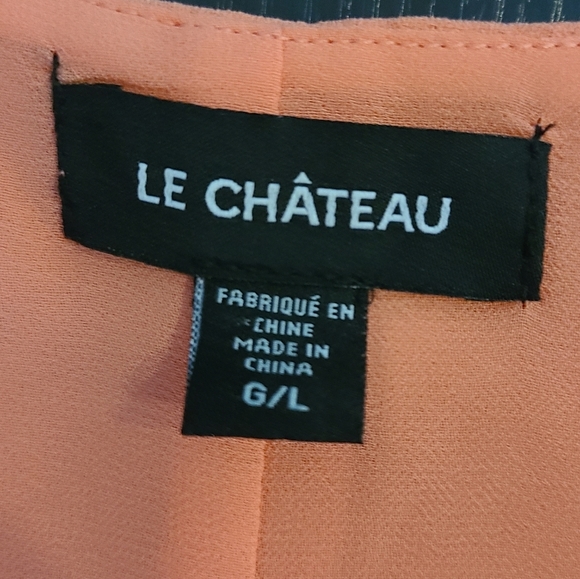 LE CHÂTEAU
FABRIQUÉ EN
CHINE
MADE IN
CHINA
G/L